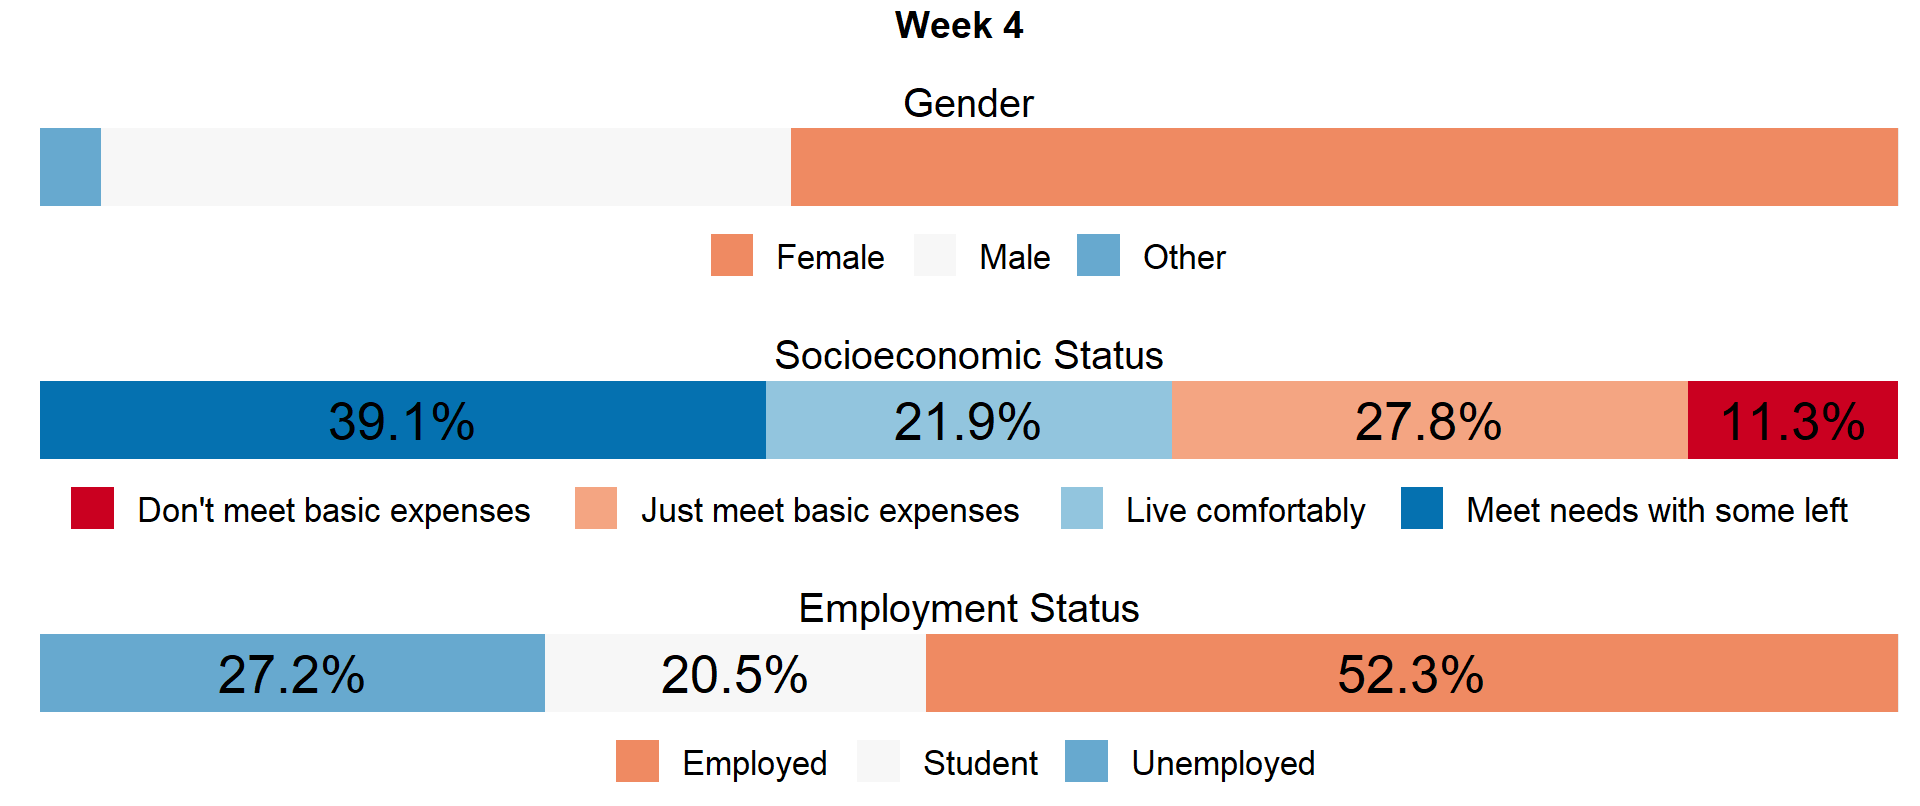 Week 4
Gender
Female Male Other
Socioeconomic Status
39.1% 21.9% 27.8% 11.3%
Don't meet basic expenses Just meet basic expenses Live comfortably Meet needs with some left
Employment Status
27.2% 20.5% 52.3%
Employed Student Unemployed